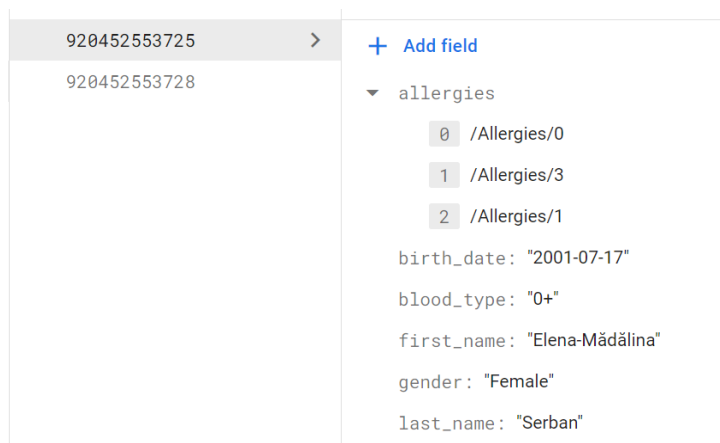 920452553725
920452553728
Add field
allergies
0 /Allergies/0
1 /Allergies/3
2 /Allergies/1
birth_date: "2001-07-17"
blood_type: "0+"
first_name: "Elena-Mădălina"
gender: "Female"
last_name: "Serban"